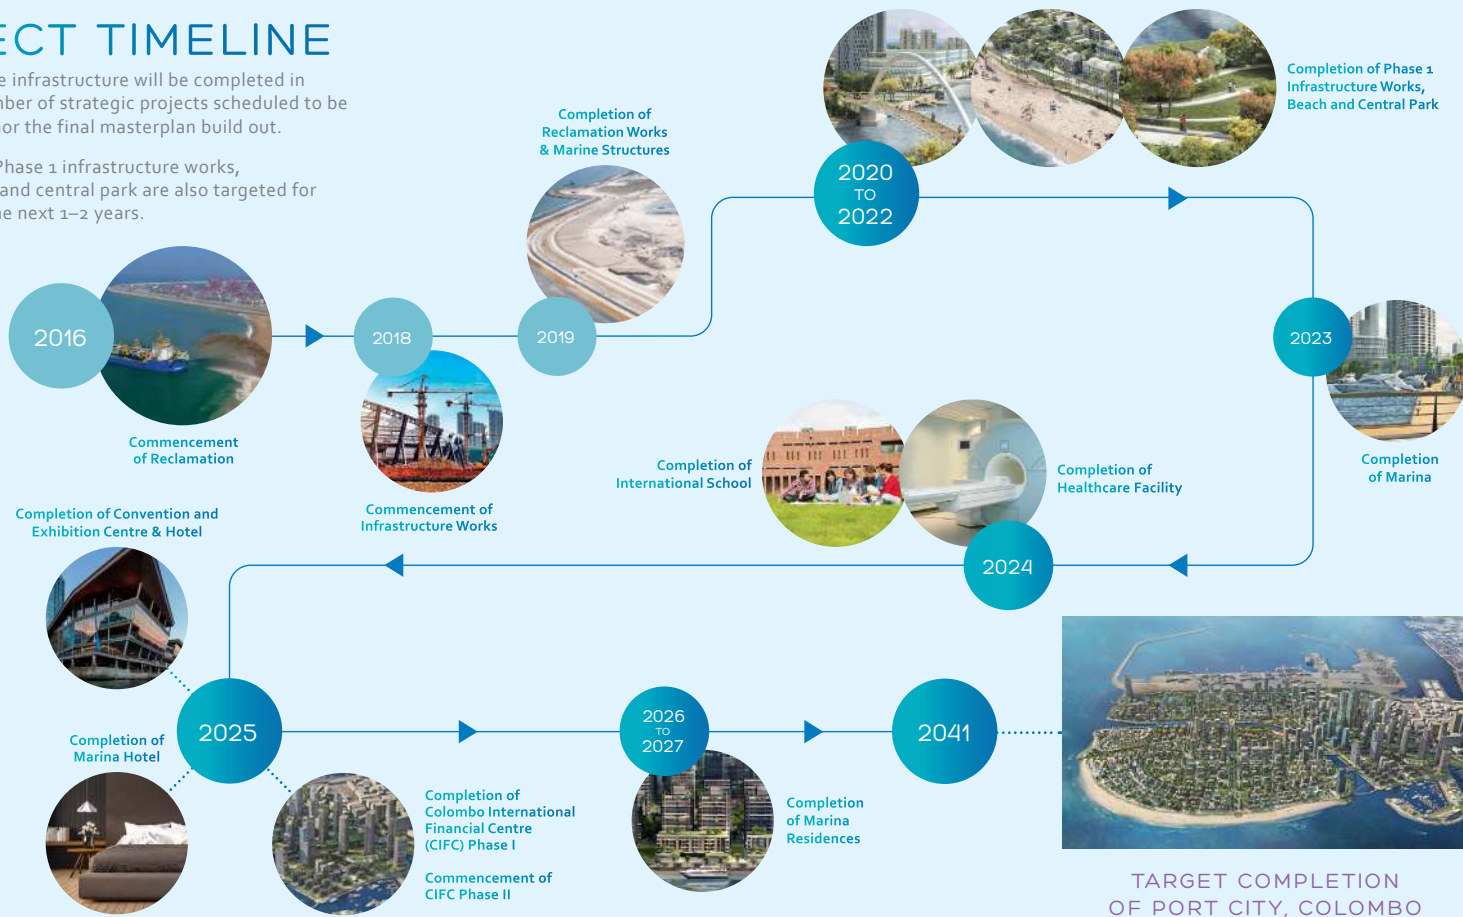 ECT TIMELINE
e infrastructure will be completed in
mber of strategic projects scheduled to be
nor the final masterplan build out.
Phase 1 infrastructure works,
and central park are also targeted for
ne next 1–2 years.
2016
Commencement
of Reclamation
2018
Commencement of
Infrastructure Works
Completion of
Reclamation Works
& Marine Structures
2019
2020
TO
2022
Completion of Phase 1
Infrastructure Works,
Beach and Central Park
2023
Completion
of Marina
Completion of
International School
Completion of
Healthcare Facility
2024
Completion of Convention and
Exhibition Centre & Hotel
2025
Completion of
Marina Hotel
Completion of
Colombo International
Financial Centre
(CIFC) Phase I
Commencement of
CIFC Phase II
2026
TO
2027
Completion
of Marina
Residences
2041
TARGET COMPLETION
OF PORT CITY, COLOMBO